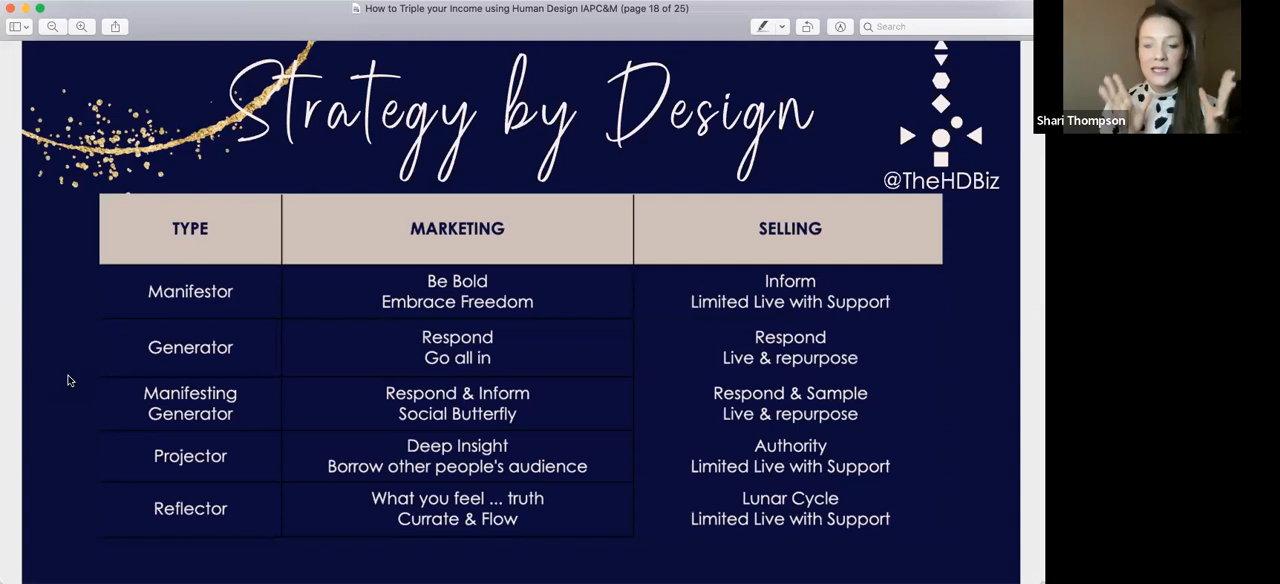 How to Triple your Income using Human Design IAPC&M (page 18 of 25)
Search
Shari Thompson
Strategy by Design
@TheHDBiz
TYPE MARKETING SELLING
Manifestor
Be Bold
Embrace Freedom
Inform
Limited Live with Support
Generator
Respond
Go all in
Respond
Live & repurpose
Manifesting
Generator
Respond & Inform
Social Butterfly
Respond & Sample
Live & repurpose
Projector
Deep Insight
Borrow other people's audience
Authority
Limited Live with Support
Reflector
What you feel ... truth
Currate & Flow
Lunar Cycle
Limited Live with Support